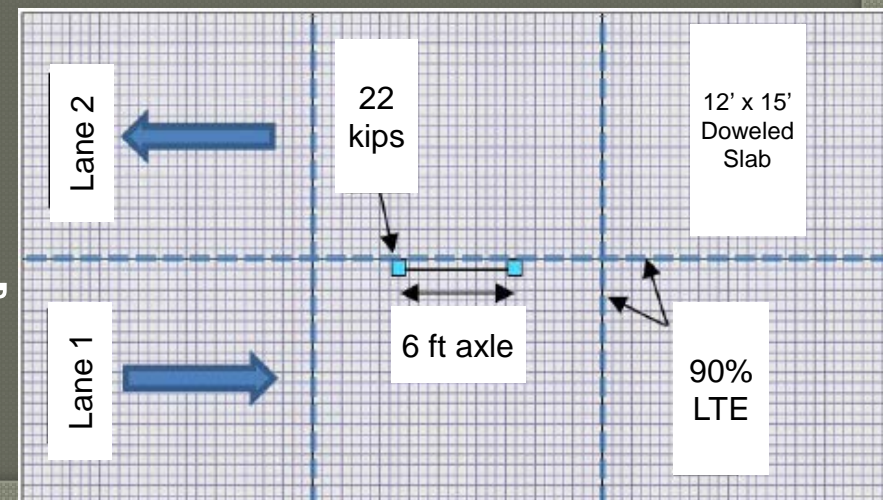 Lane 2
22
kips
12’ x 15’
Doweled
Slab
Lane 1
6 ft axle
90%
LTE